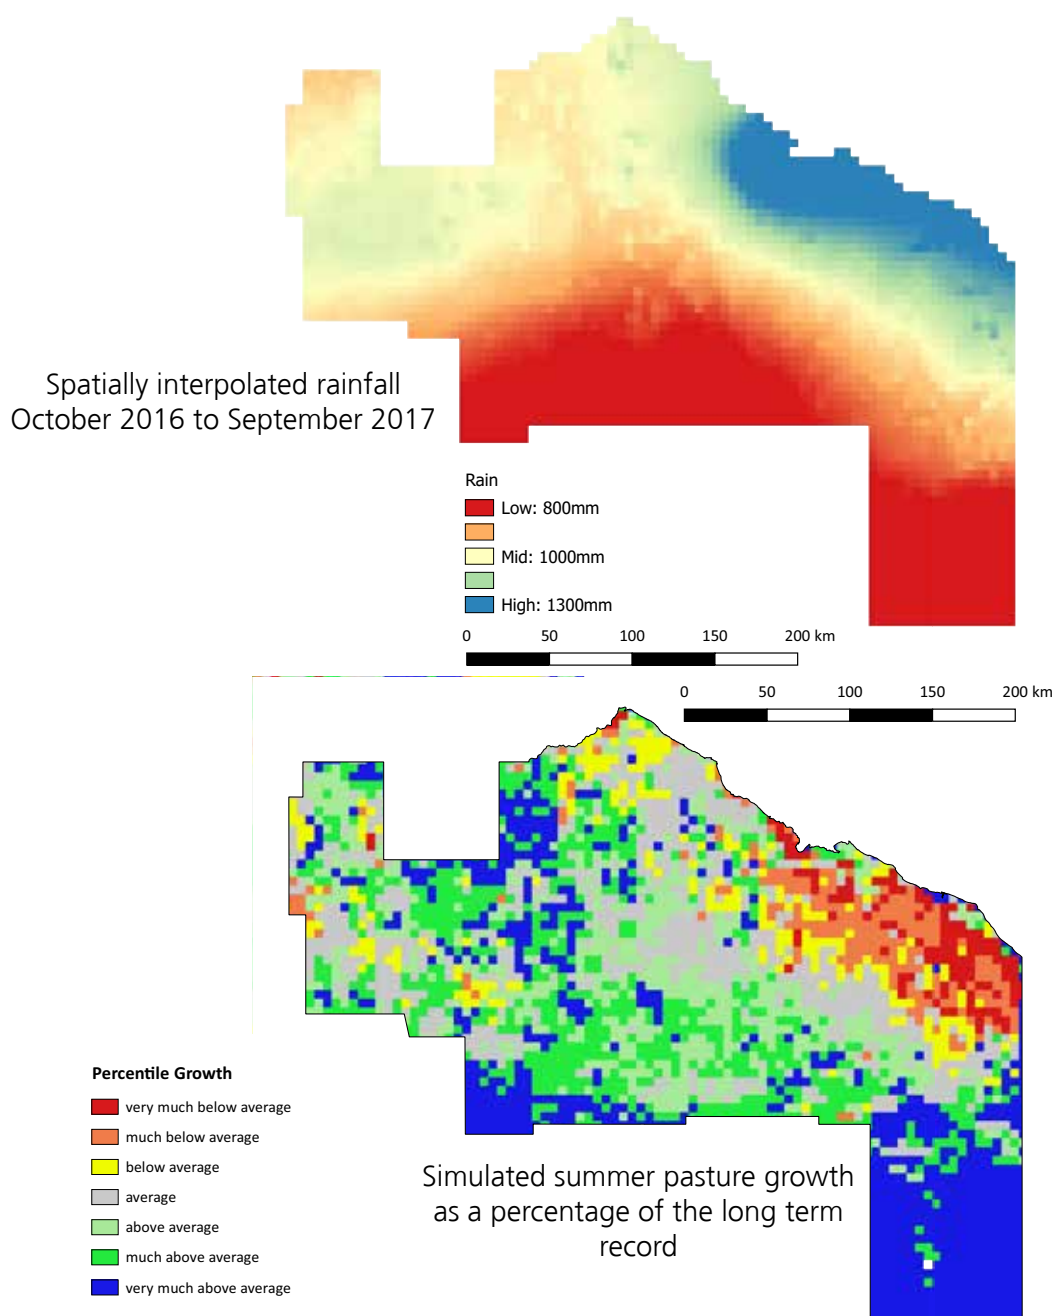 Spatially interpolated rainfall
October 2016 to September 2017
Rain
Low: 800mm
Mid: 1000mm
High: 1300mm
0 50 100 150 200 km
0 50 100 150 200 km
Percentile Growth
very much below average
much below average
below average
average
above average
much above average
very much above average
Simulated summer pasture growth
as a percentage of the long term
record